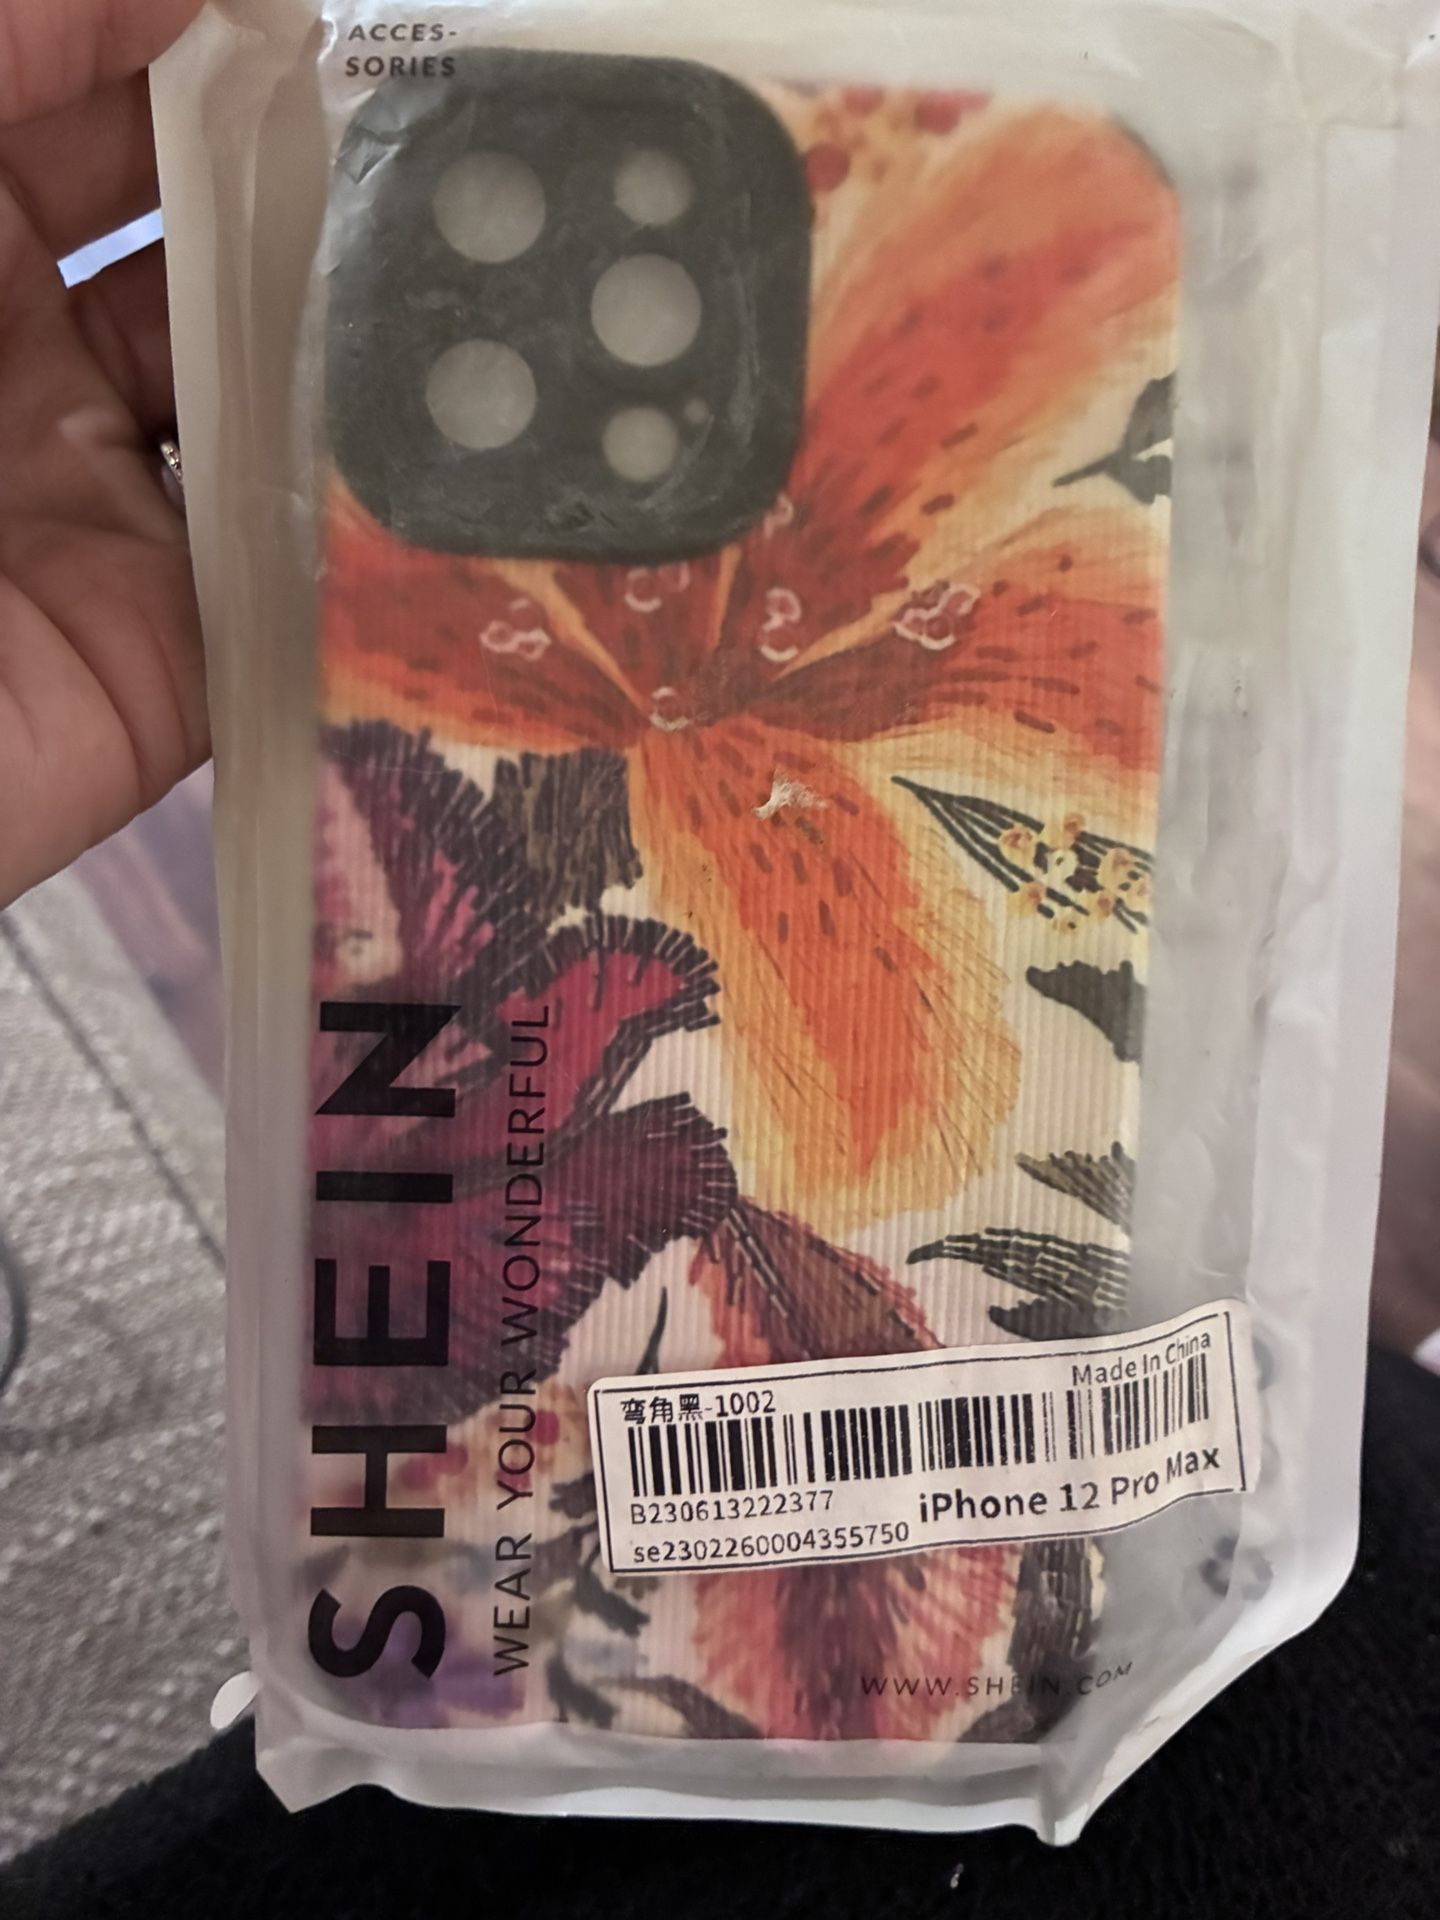 ACCES-
SORIES
SHEIN
WEAR YOUR WONDERFUL
弯角黑-1002
Made In China
B230613222377
iPhone 12 Pro Max
se2302260004355750
WWW.SHEIN.COM